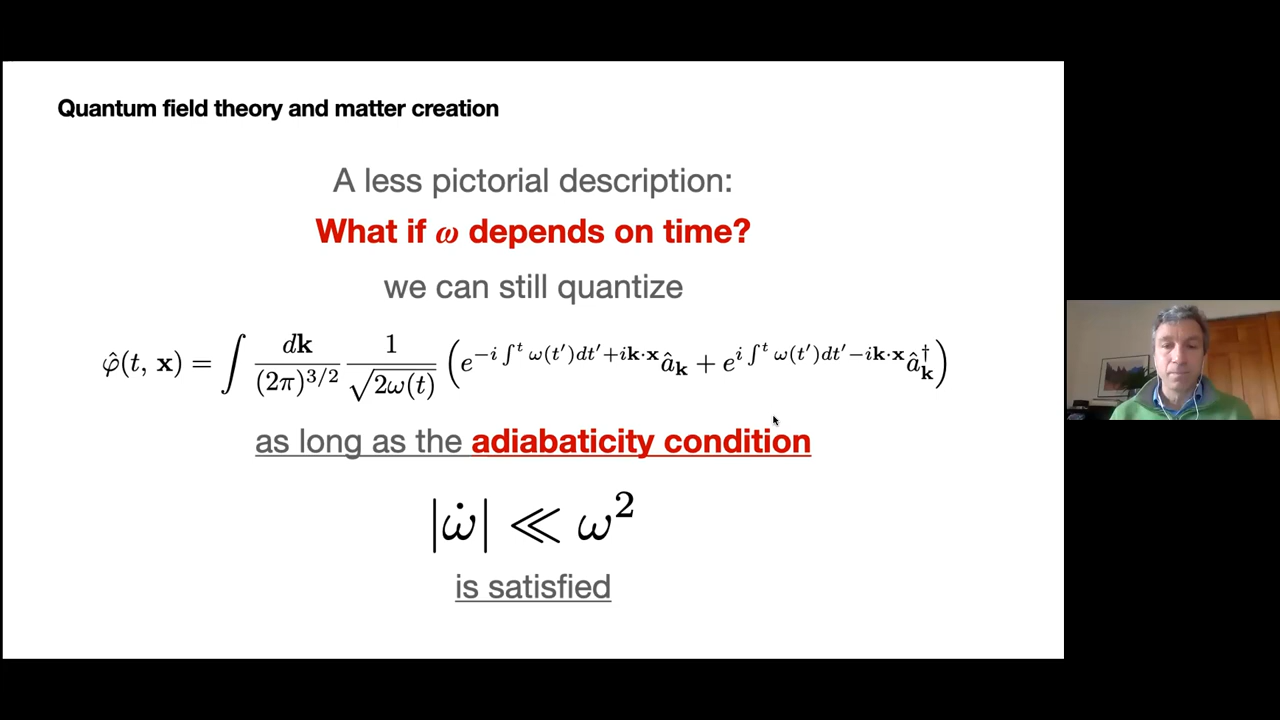 Quantum field theory and matter creation
A less pictorial description:
What if ω depends on time?
we can still quantize
φ̂(t, x) = ∫ dk/(2π)^{3/2} 1/√(2ω(t)) (e^{-i∫^t ω(t′)dt′+ik·x} â_k + e^{i∫^t ω(t′)dt′−ik·x} â_k^†)
as long as the adiabaticity condition
|ω̇| ≪ ω²
is satisfied